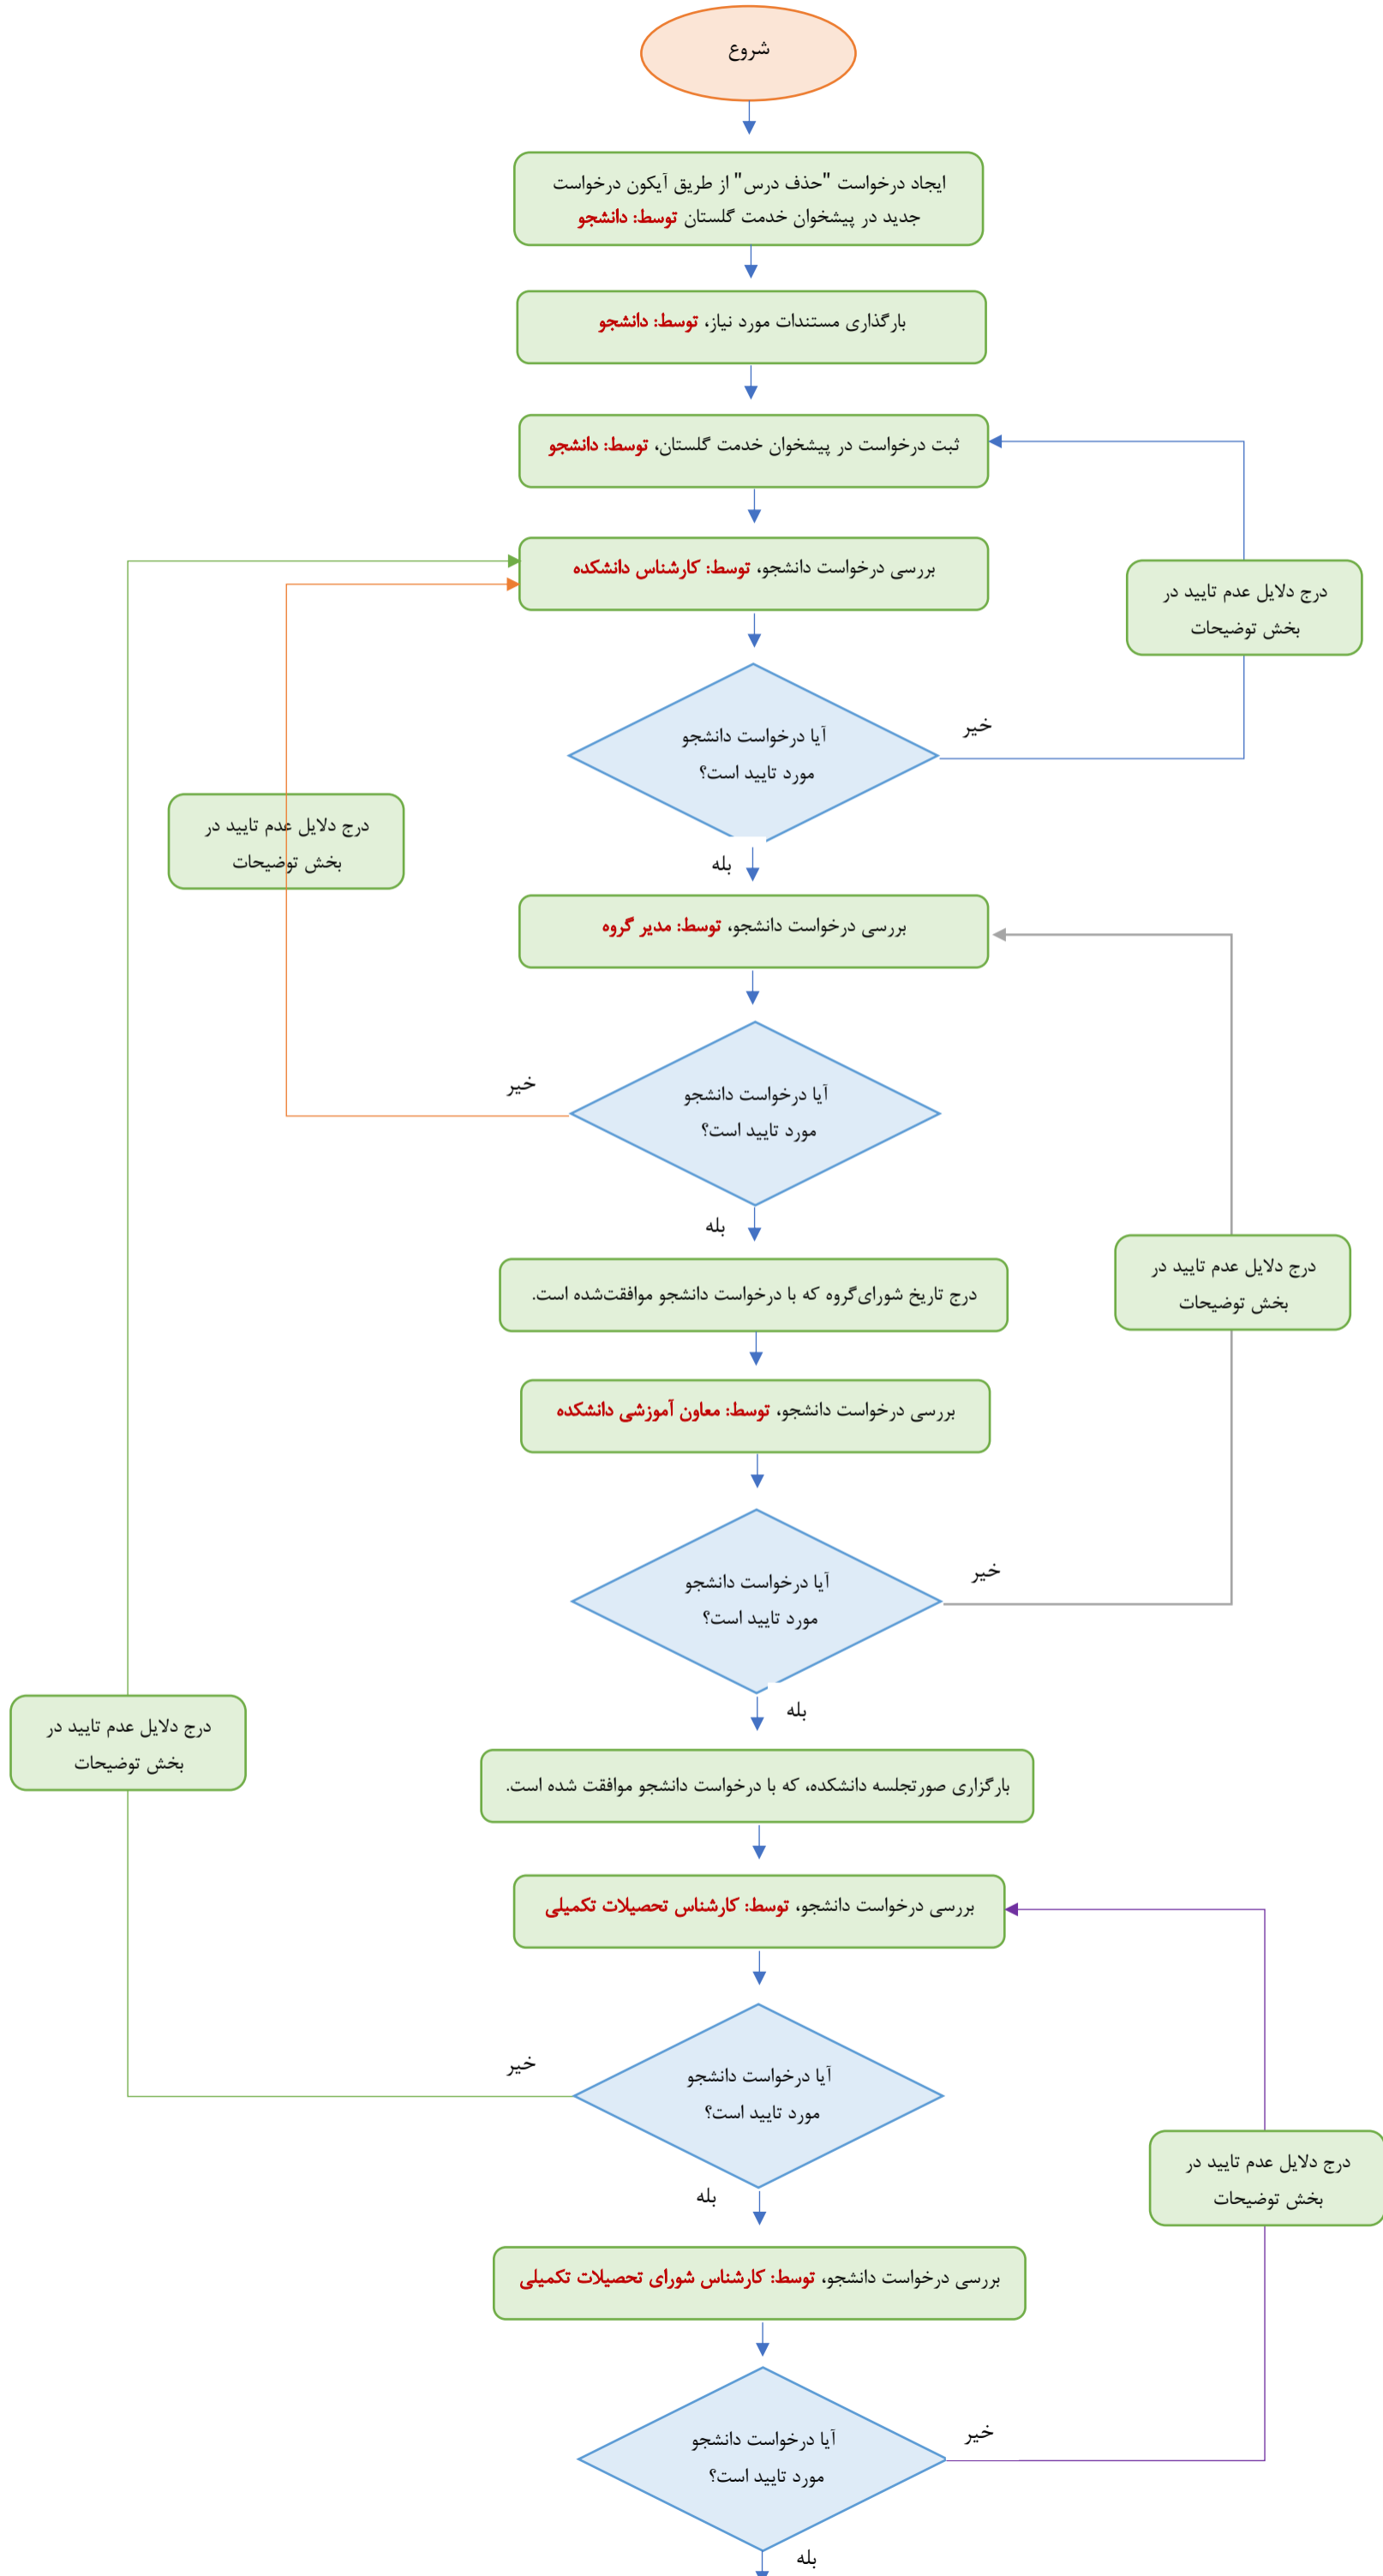 شروع
ایجاد درخواست "حذف درس" از طریق آیکون درخواست
جدید در پیشخوان خدمت گلستان توسط: دانشجو
بارگذاری مستندات مورد نیاز، توسط: دانشجو
ثبت درخواست در پیشخوان خدمت گلستان، توسط: دانشجو
بررسی درخواست دانشجو، توسط: کارشناس دانشکده
درج دلایل عدم تایید در
بخش توضیحات
آیا درخواست دانشجو
مورد تایید است؟
خیر
بله
درج دلایل عدم تایید در
بخش توضیحات
بررسی درخواست دانشجو، توسط: مدیر گروه
آیا درخواست دانشجو
مورد تایید است؟
خیر
بله
درج تاریخ شورای‌گروه که با درخواست دانشجو موافقت‌شده است.
درج دلایل عدم تایید در
بخش توضیحات
بررسی درخواست دانشجو، توسط: معاون آموزشی دانشکده
آیا درخواست دانشجو
مورد تایید است؟
خیر
بله
درج دلایل عدم تایید در
بخش توضیحات
بارگزاری صورتجلسه دانشکده، که با درخواست دانشجو موافقت شده است.
بررسی درخواست دانشجو، توسط: کارشناس تحصیلات تکمیلی
آیا درخواست دانشجو
مورد تایید است؟
خیر
بله
درج دلایل عدم تایید در
بخش توضیحات
بررسی درخواست دانشجو، توسط: کارشناس شورای تحصیلات تکمیلی
آیا درخواست دانشجو
مورد تایید است؟
خیر
بله